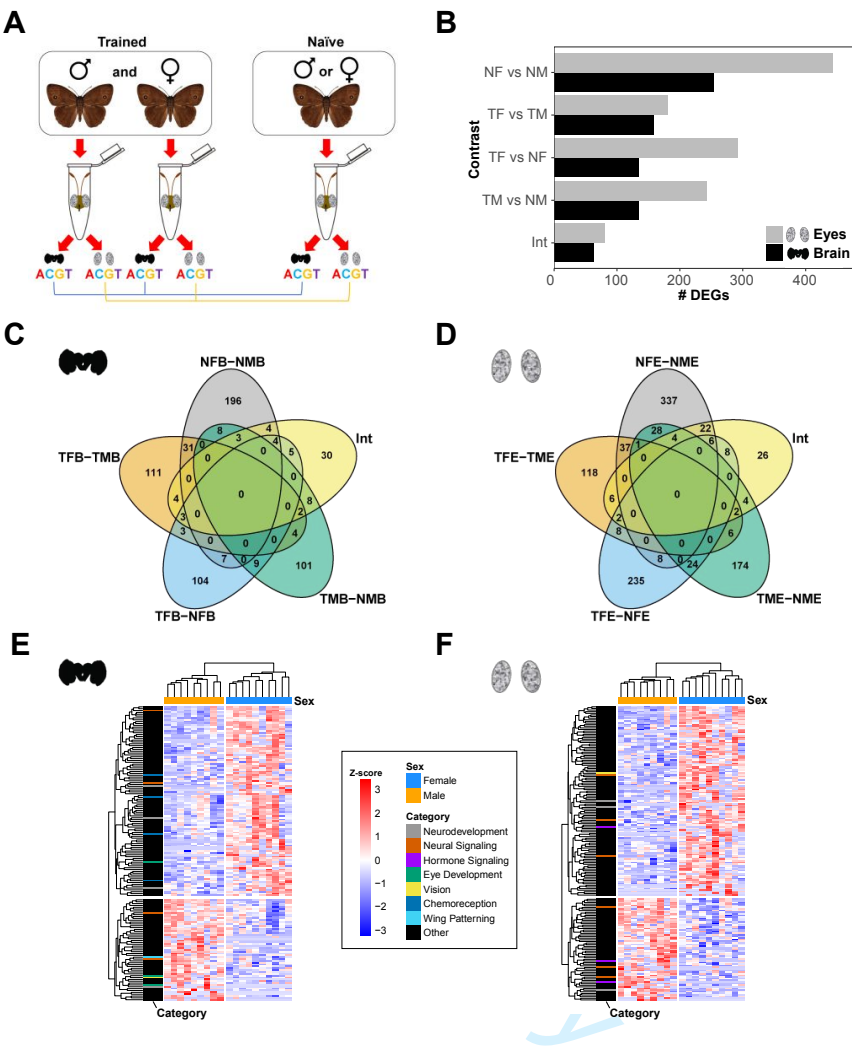 A
Trained
Naïve
♂ and ♀
♂ or ♀
ACGT ACGT ACGT ACGT ACGT ACGT
B
Contrast
NF vs NM
TF vs TM
TF vs NF
TM vs NM
Int
Eyes
Brain
0 100 200 300 400
# DEGs
C
NFB−NMB
196
Int
30
TFB−TMB
111
31 0 8 3 4 4 5
0 0 0
4 0 0 0 8
3 0 2
3 0 0 0 4
7 0 9
104
101
TFB−NFB
TMB−NMB
D
NFE−NME
337
Int
26
TFE−TME
118
37 1 28 4 22 6 8
0 0 0
6 0 0 0 4
2 0 2
8 0 0 0 6
8 0 24
235
174
TFE−NFE
TME−NME
E
Sex
Category
F
Sex
Category
Z−score
3
2
1
0
−1
−2
−3
Sex
Female
Male
Category
Neurodevelopment
Neural Signaling
Hormone Signaling
Eye Development
Vision
Chemoreception
Wing Patterning
Other